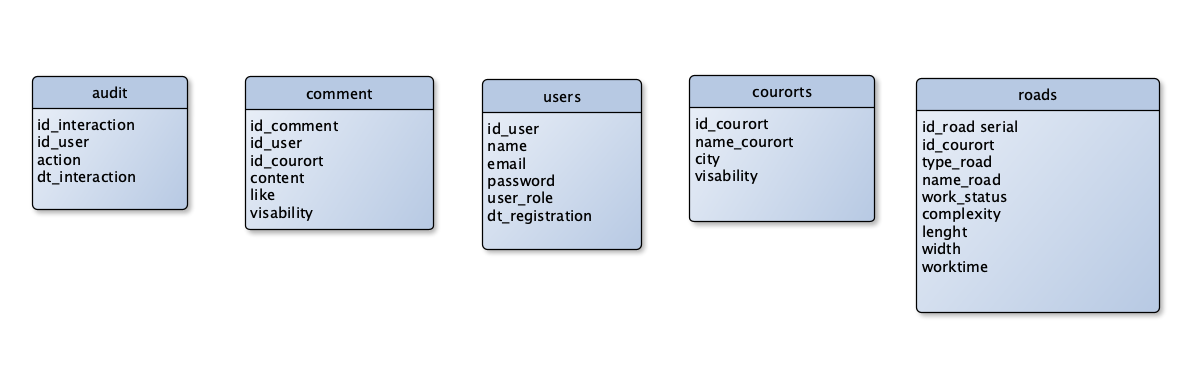 audit
id_interaction
id_user
action
dt_interaction
comment
id_comment
id_user
id_courort
content
like
visability
users
id_user
name
email
password
user_role
dt_registration
courorts
id_courort
name_courort
city
visability
roads
id_road serial
id_courort
type_road
name_road
work_status
complexity
lenght
width
worktime